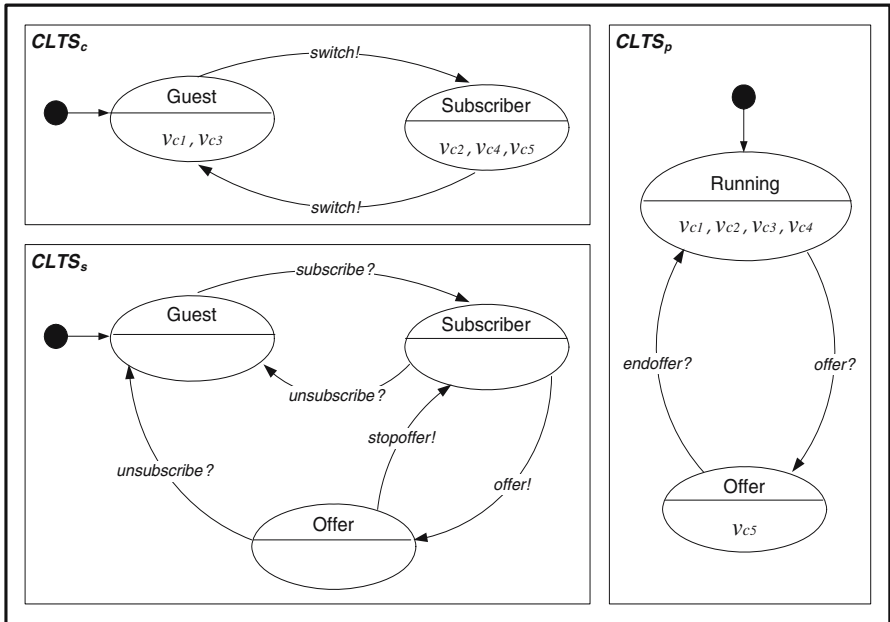 CLTSc
switch!
Guest
vc1, vc3
Subscriber
vc2, vc4, vc5
switch!
CLTSs
subscribe?
Guest
Subscriber
unsubscribe?
stopoffer!
unsubscribe?
offer!
Offer
CLTSp
Running
vc1, vc2, vc3, vc4
endoffer?
offer?
Offer
vc5